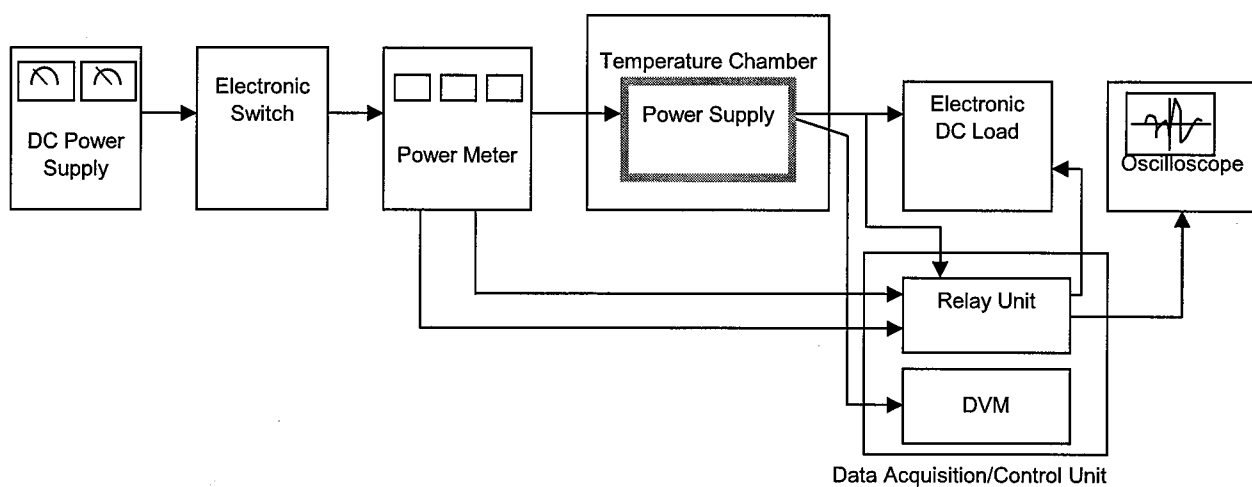 DC Power
Supply
Electronic
Switch
Power Meter
Temperature Chamber
Power Supply
Electronic
DC Load
Oscilloscope
Relay Unit
DVM
Data Acquisition/Control Unit